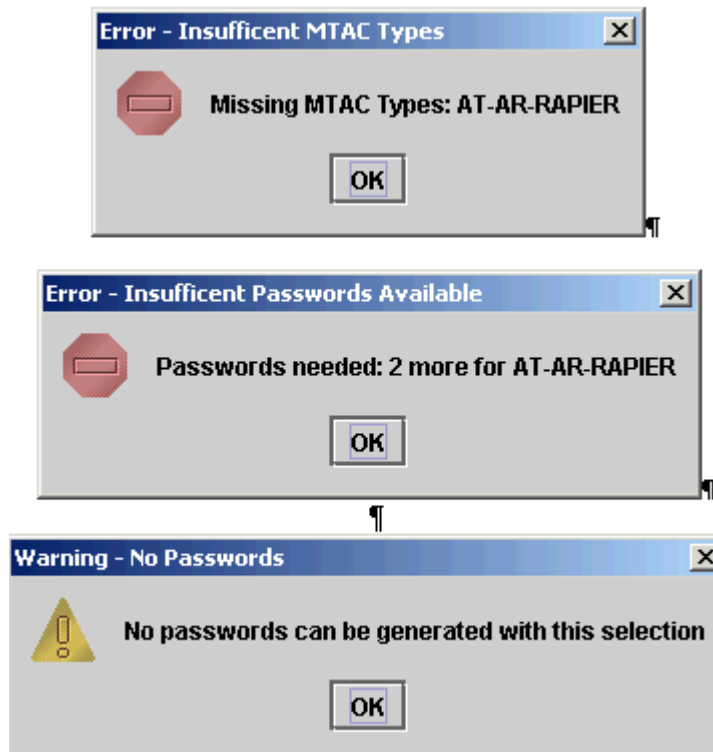 Error - Insufficent MTAC Types
Missing MTAC Types: AT-AR-RAPIER
OK
¶
Error - Insufficent Passwords Available
Passwords needed: 2 more for AT-AR-RAPIER
OK
¶
¶
Warning - No Passwords
No passwords can be generated with this selection
OK